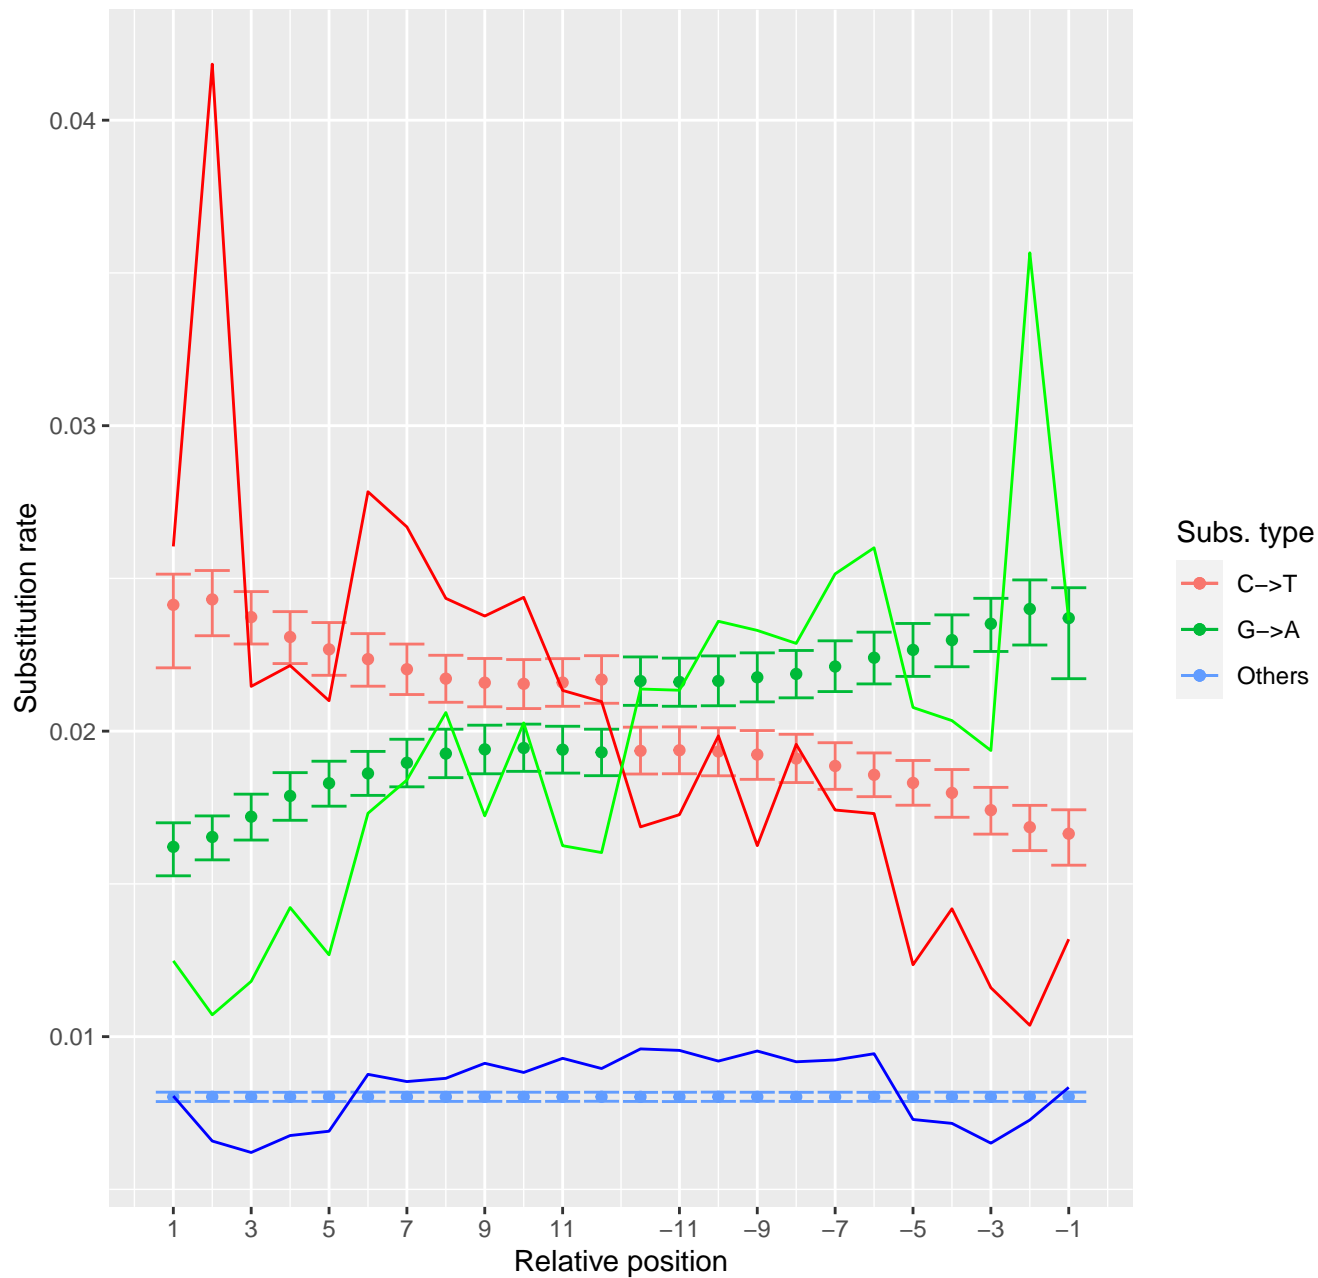 0.04
0.03
0.02
0.01
Substitution rate
1 3 5 7 9 11 −11 −9 −7 −5 −3 −1
Relative position
Subs. type
C−>T
G−>A
Others